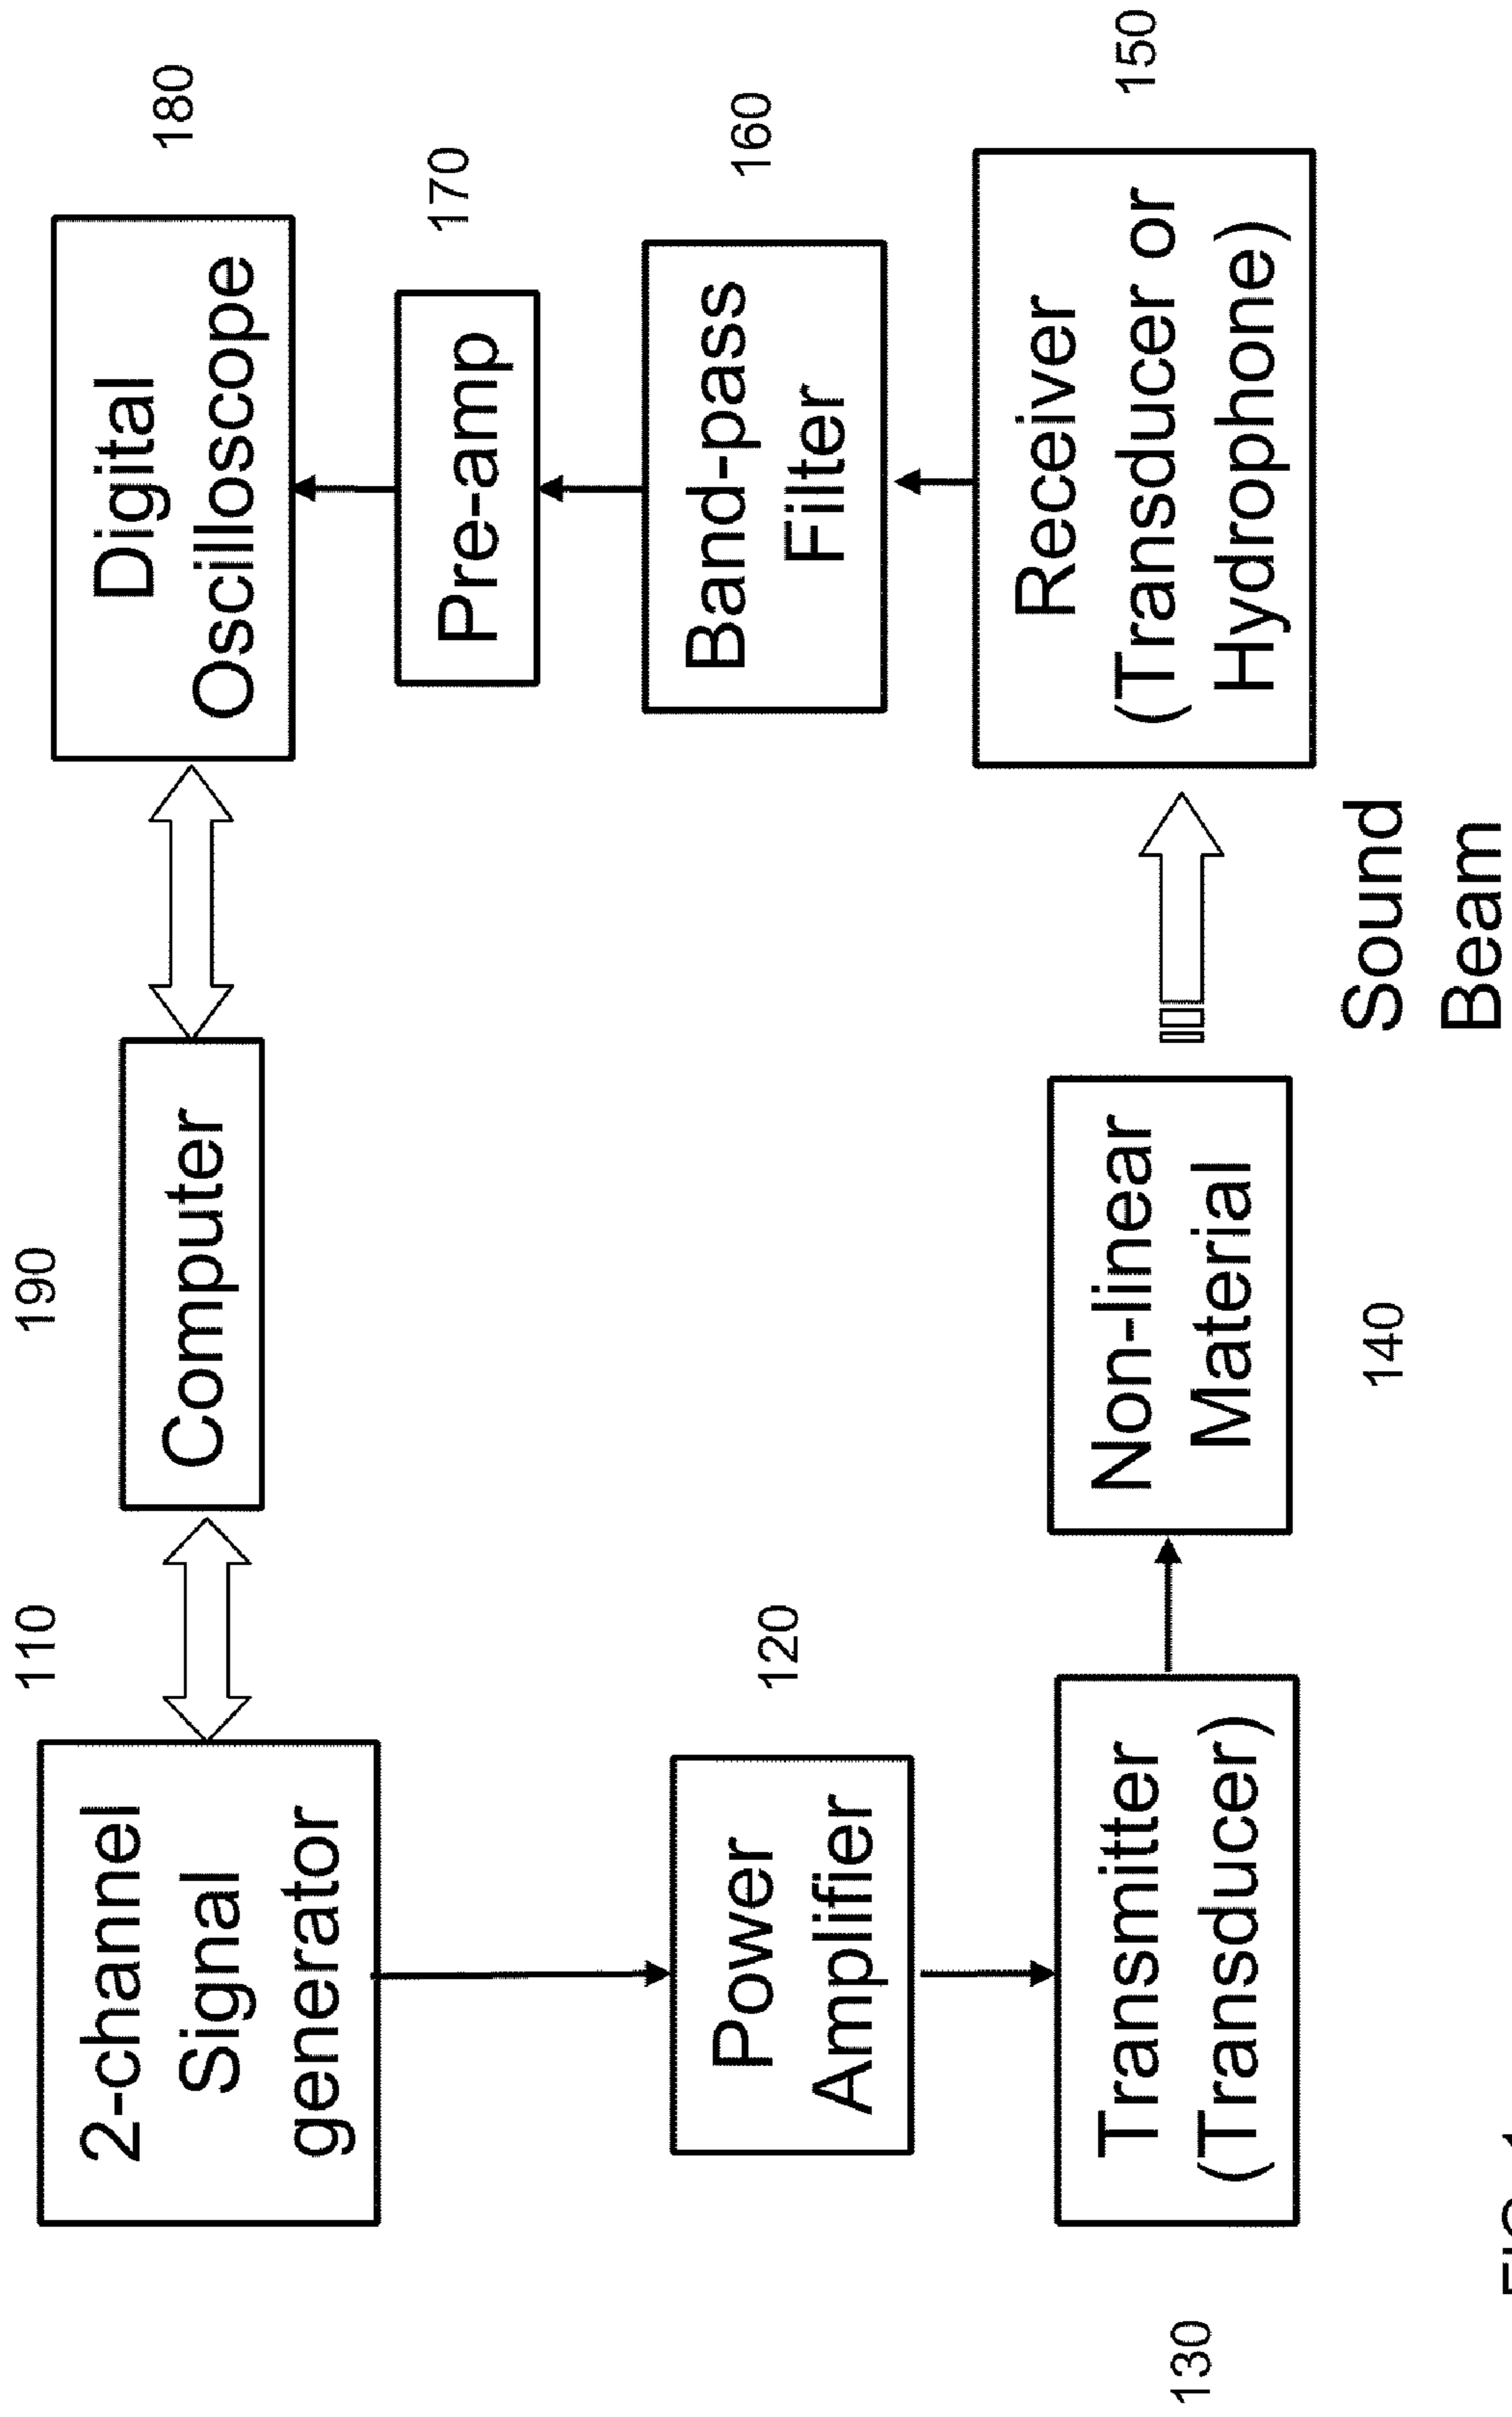 110
190
180
2-channel
Signal
generator
Computer
Digital
Oscilloscope
170
Pre-amp
120
160
Power
Amplifier
Band-pass
Filter
130
Transmitter
(Transducer)
Non-linear
Material
140
150
Receiver
(Transducer or
Hydrophone)
Sound
Beam